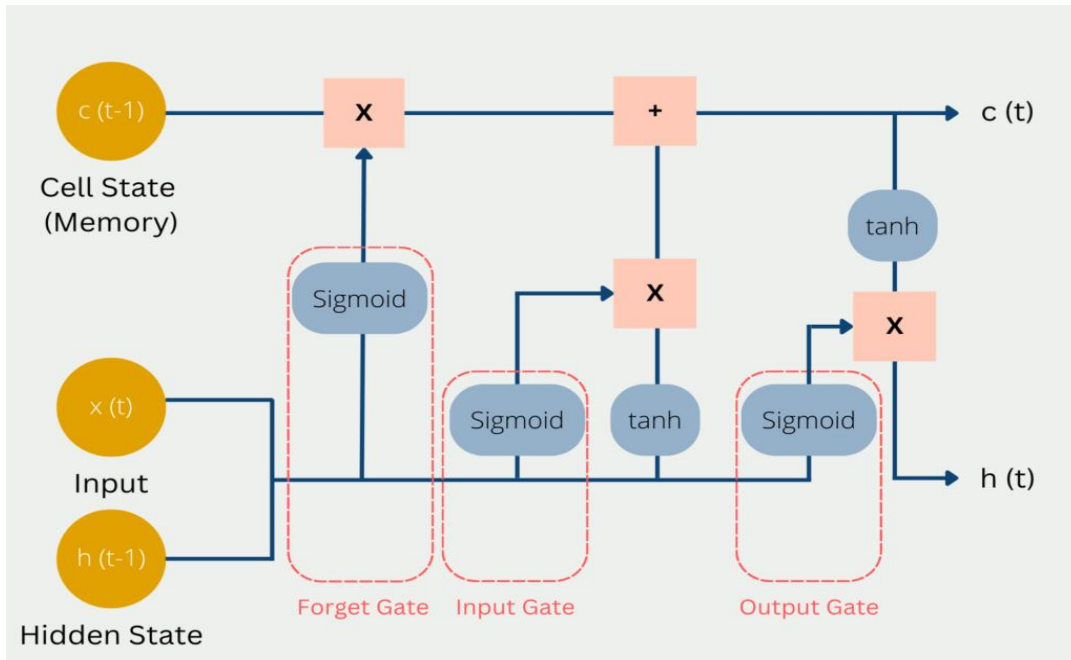 c (t-1)
X
+
c (t)
Cell State
(Memory)
tanh
Sigmoid
X
X
x (t)
Sigmoid
tanh
Sigmoid
Input
h (t)
h (t-1)
Forget Gate
Input Gate
Output Gate
Hidden State